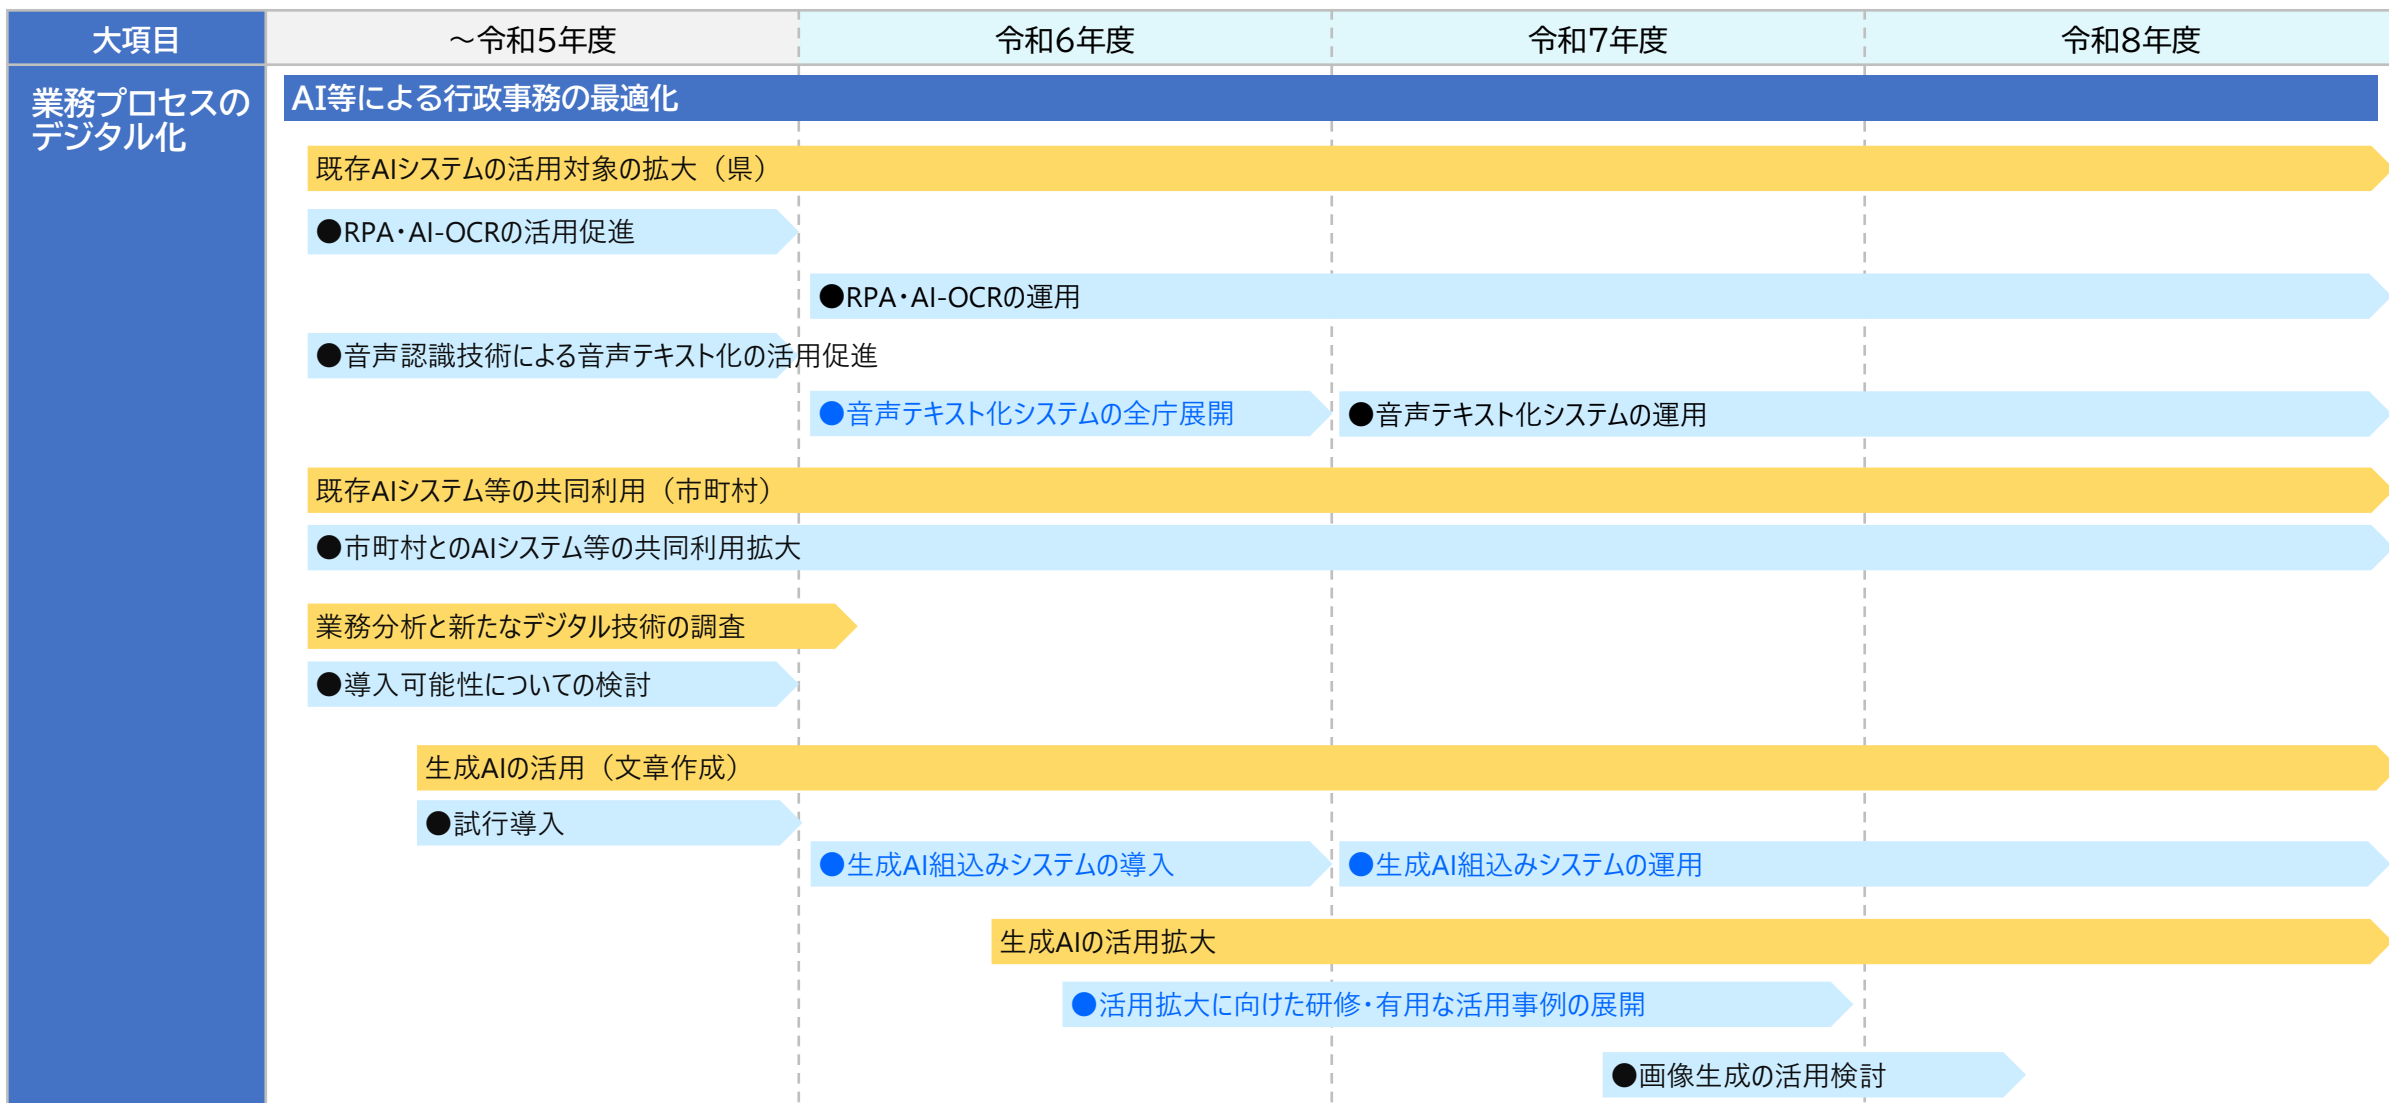 大項目
～令和5年度
令和6年度
令和7年度
令和8年度
業務プロセスの
デジタル化
AI等による行政事務の最適化
既存AIシステムの活用対象の拡大（県）
●RPA・AI-OCRの活用促進
●RPA・AI-OCRの運用
●音声認識技術による音声テキスト化の活用促進
●音声テキスト化システムの全庁展開
●音声テキスト化システムの運用
既存AIシステム等の共同利用（市町村）
●市町村とのAIシステム等の共同利用拡大
業務分析と新たなデジタル技術の調査
●導入可能性についての検討
生成AIの活用（文章作成）
●試行導入
●生成AI組込みシステムの導入
●生成AI組込みシステムの運用
生成AIの活用拡大
●活用拡大に向けた研修・有用な活用事例の展開
●画像生成の活用検討